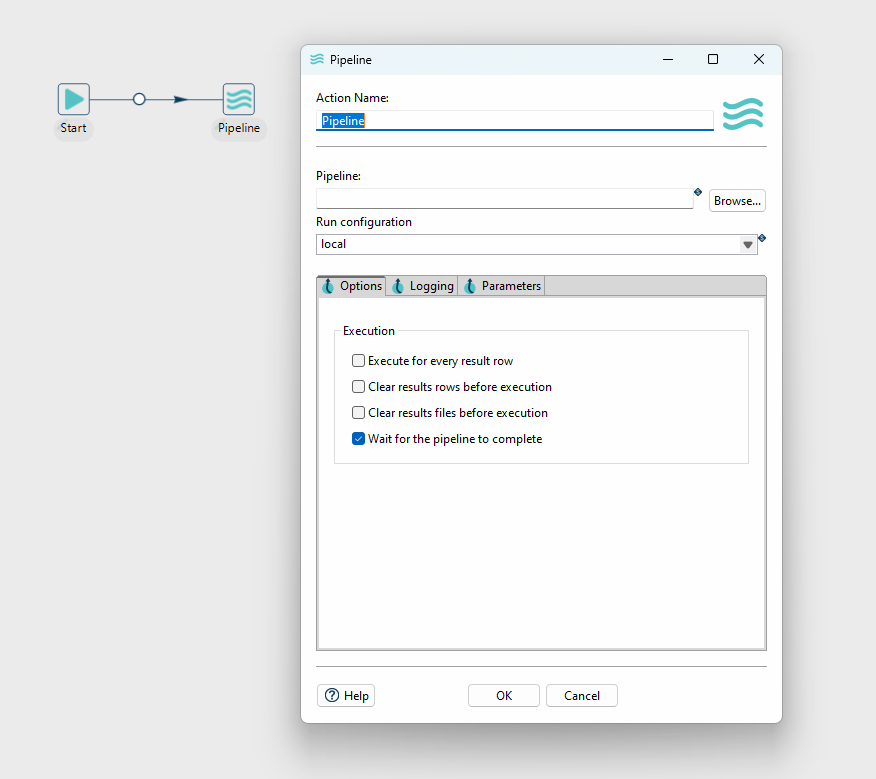 Start
Pipeline
Pipeline
Action Name:
Pipeline
Pipeline:
Browse...
Run configuration
local
Options
Logging
Parameters
Execution
Execute for every result row
Clear results rows before execution
Clear results files before execution
Wait for the pipeline to complete
Help
OK
Cancel